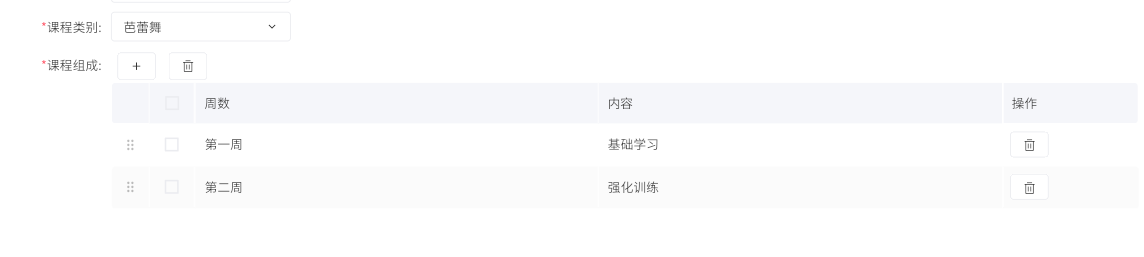 *课程类别: 芭蕾舞
*课程组成: +
周数 内容 操作
第一周 基础学习
第二周 强化训练